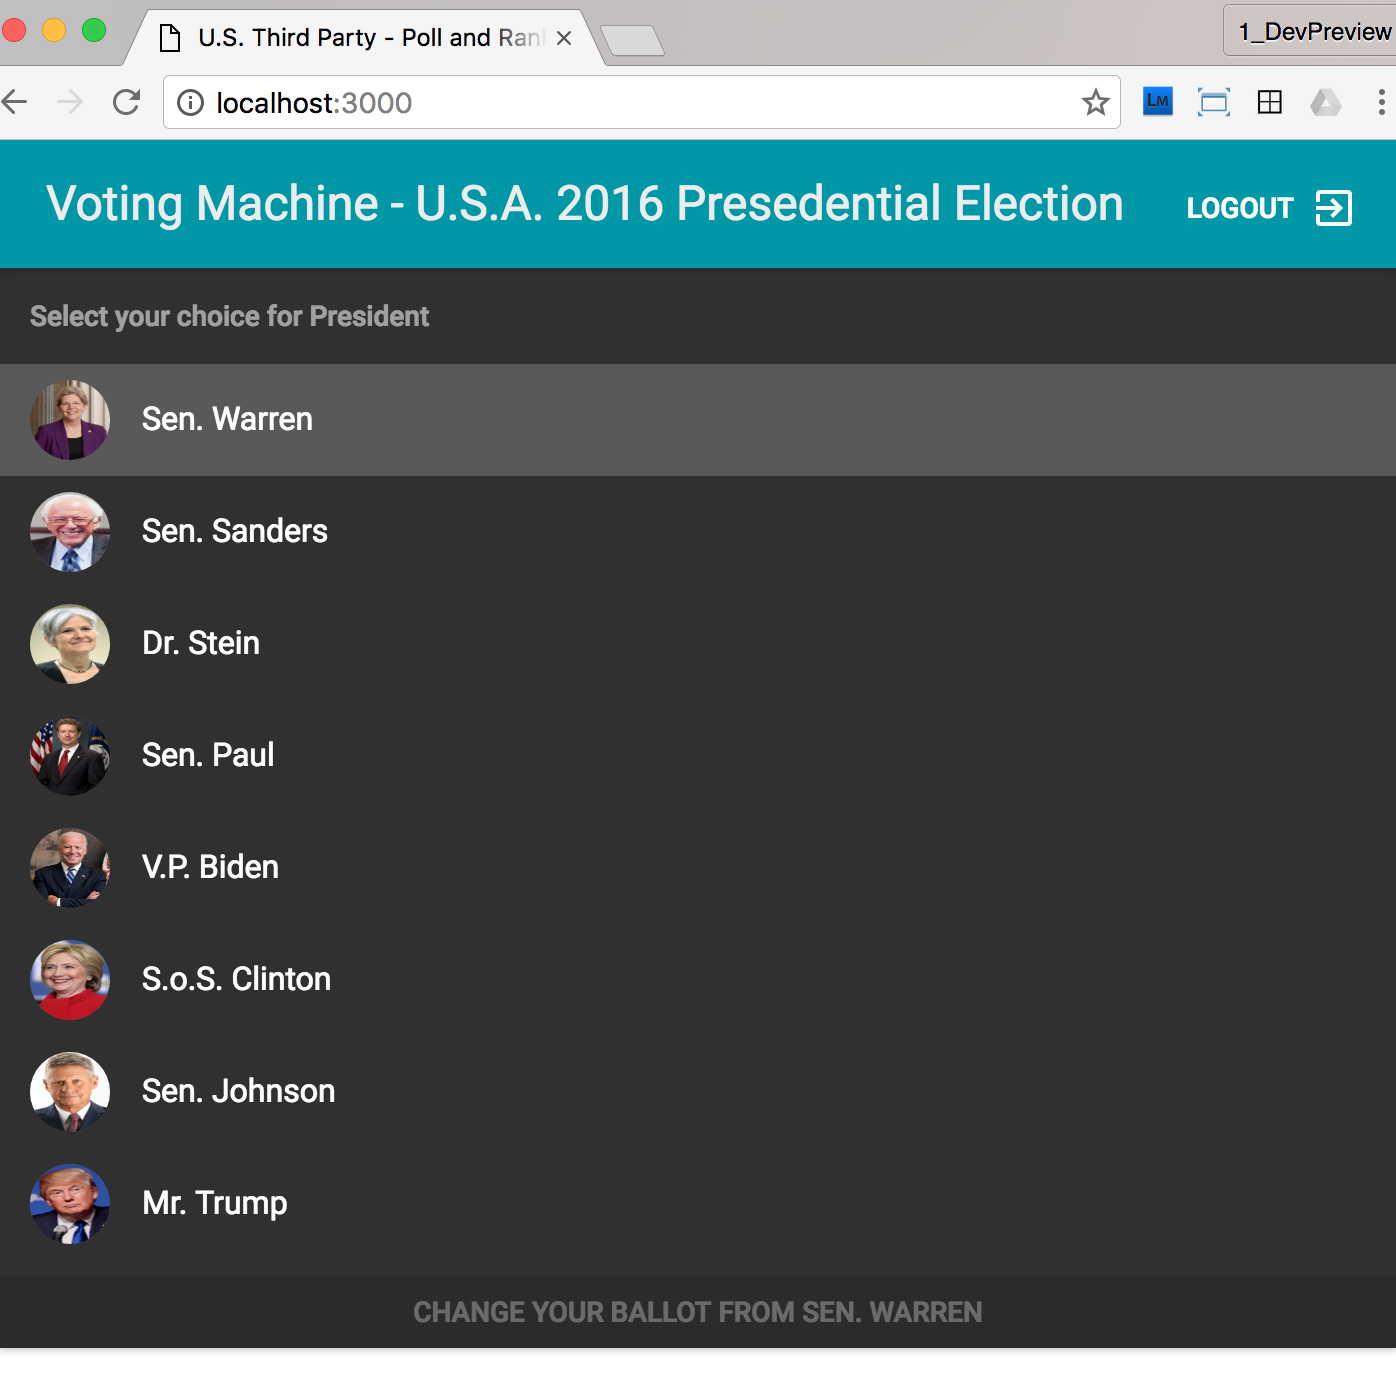 U.S. Third Party - Poll and Ran
1_DevPreview
localhost:3000
LM
Voting Machine - U.S.A. 2016 Presedential Election
LOGOUT
Select your choice for President
Sen. Warren
Sen. Sanders
Dr. Stein
Sen. Paul
V.P. Biden
S.o.S. Clinton
Sen. Johnson
Mr. Trump
CHANGE YOUR BALLOT FROM SEN. WARREN